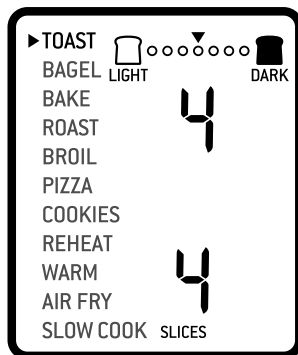 TOAST
LIGHT DARK
BAGEL
BAKE
4
ROAST
BROIL
PIZZA
COOKIES
REHEAT
WARM
4
AIR FRY
SLOW COOK SLICES